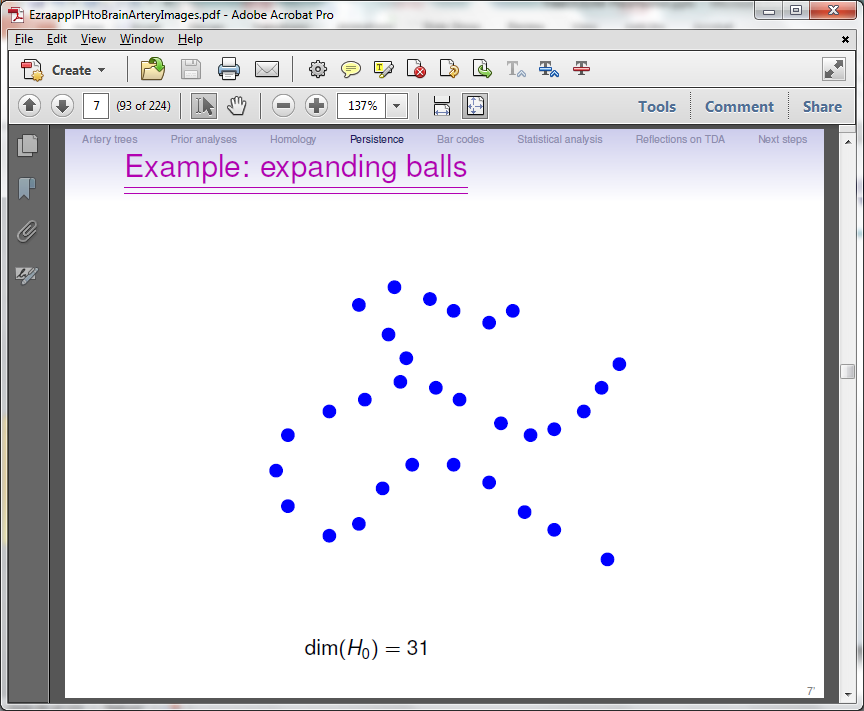 EzraapplPHtoBrainArteryImages.pdf - Adobe Acrobat Pro
File Edit View Window Help
Create
7 (93 of 224) 137% Tools Comment Share
Artery trees Prior analyses Homology Persistence Bar codes Statistical analysis Reflections on TDA Next steps
Example: expanding balls
dim(H₀) = 31
7'